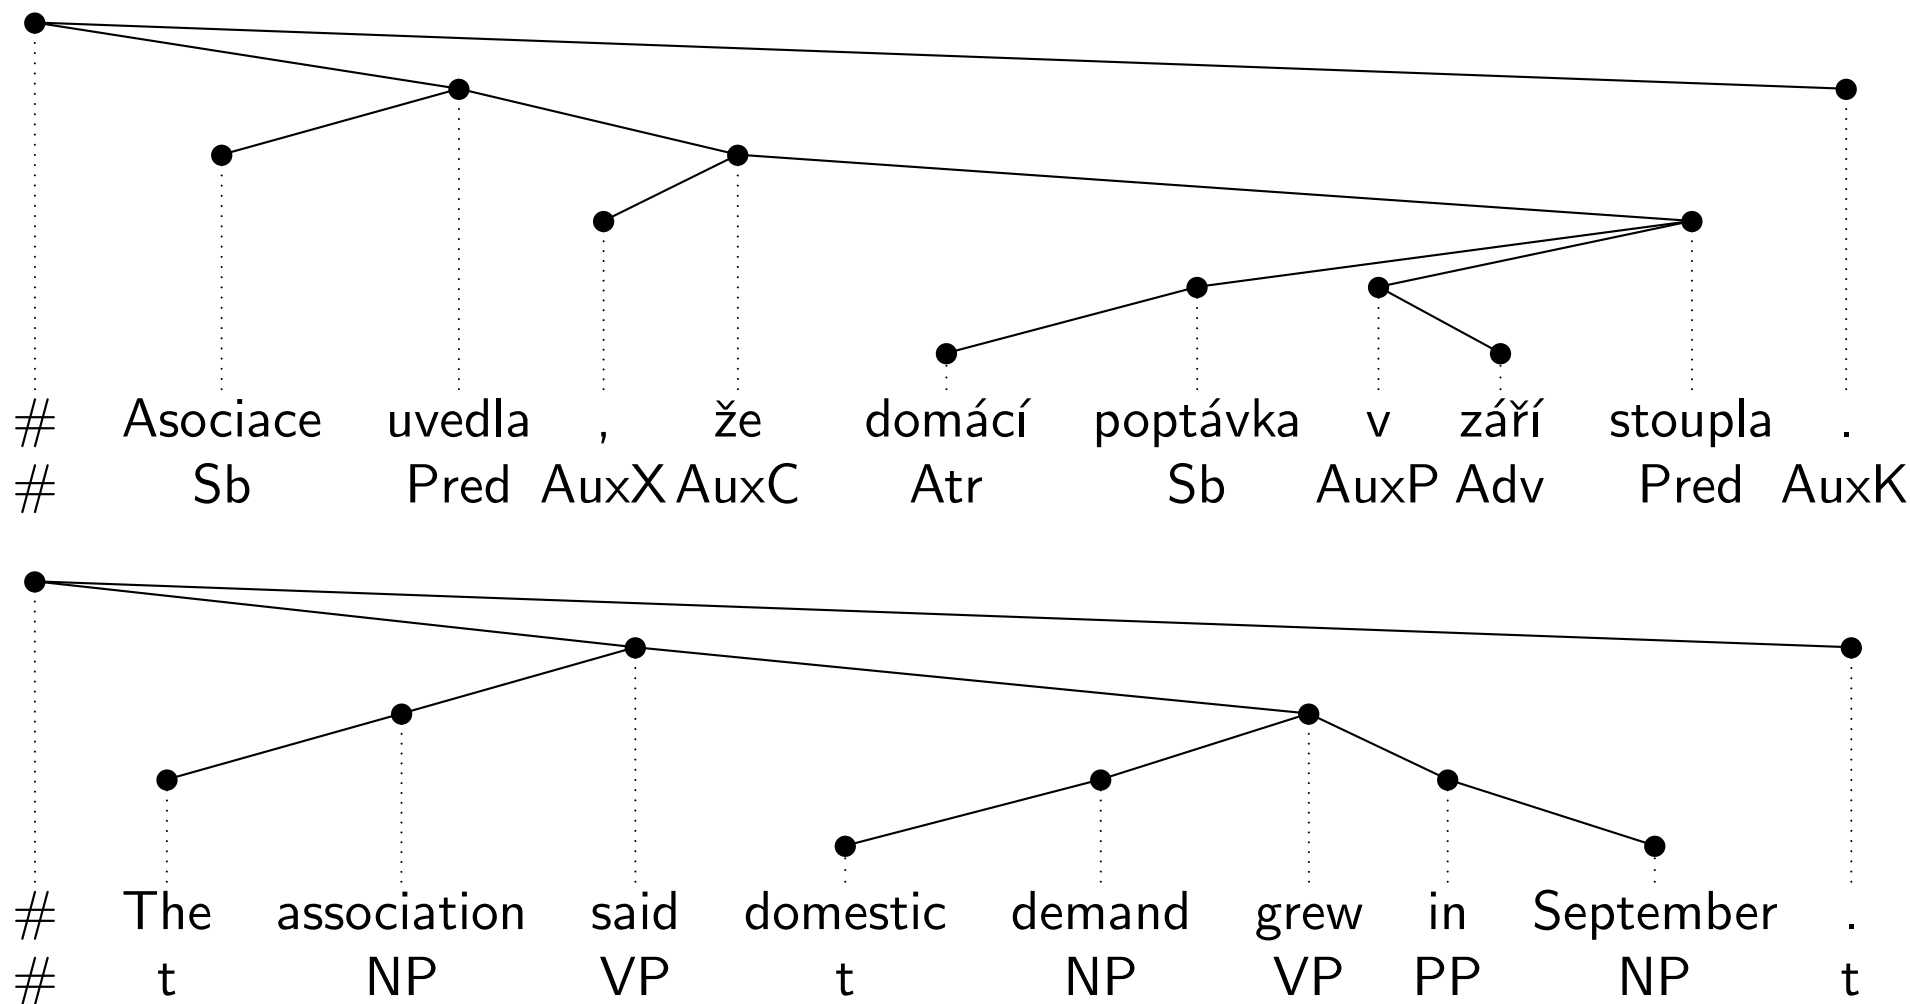 # Asociace uvedla , že domácí poptávka v září stoupla .
# Sb Pred AuxX AuxC Atr Sb AuxP Adv Pred AuxK
# The association said domestic demand grew in September .
# t NP VP t NP VP PP NP t